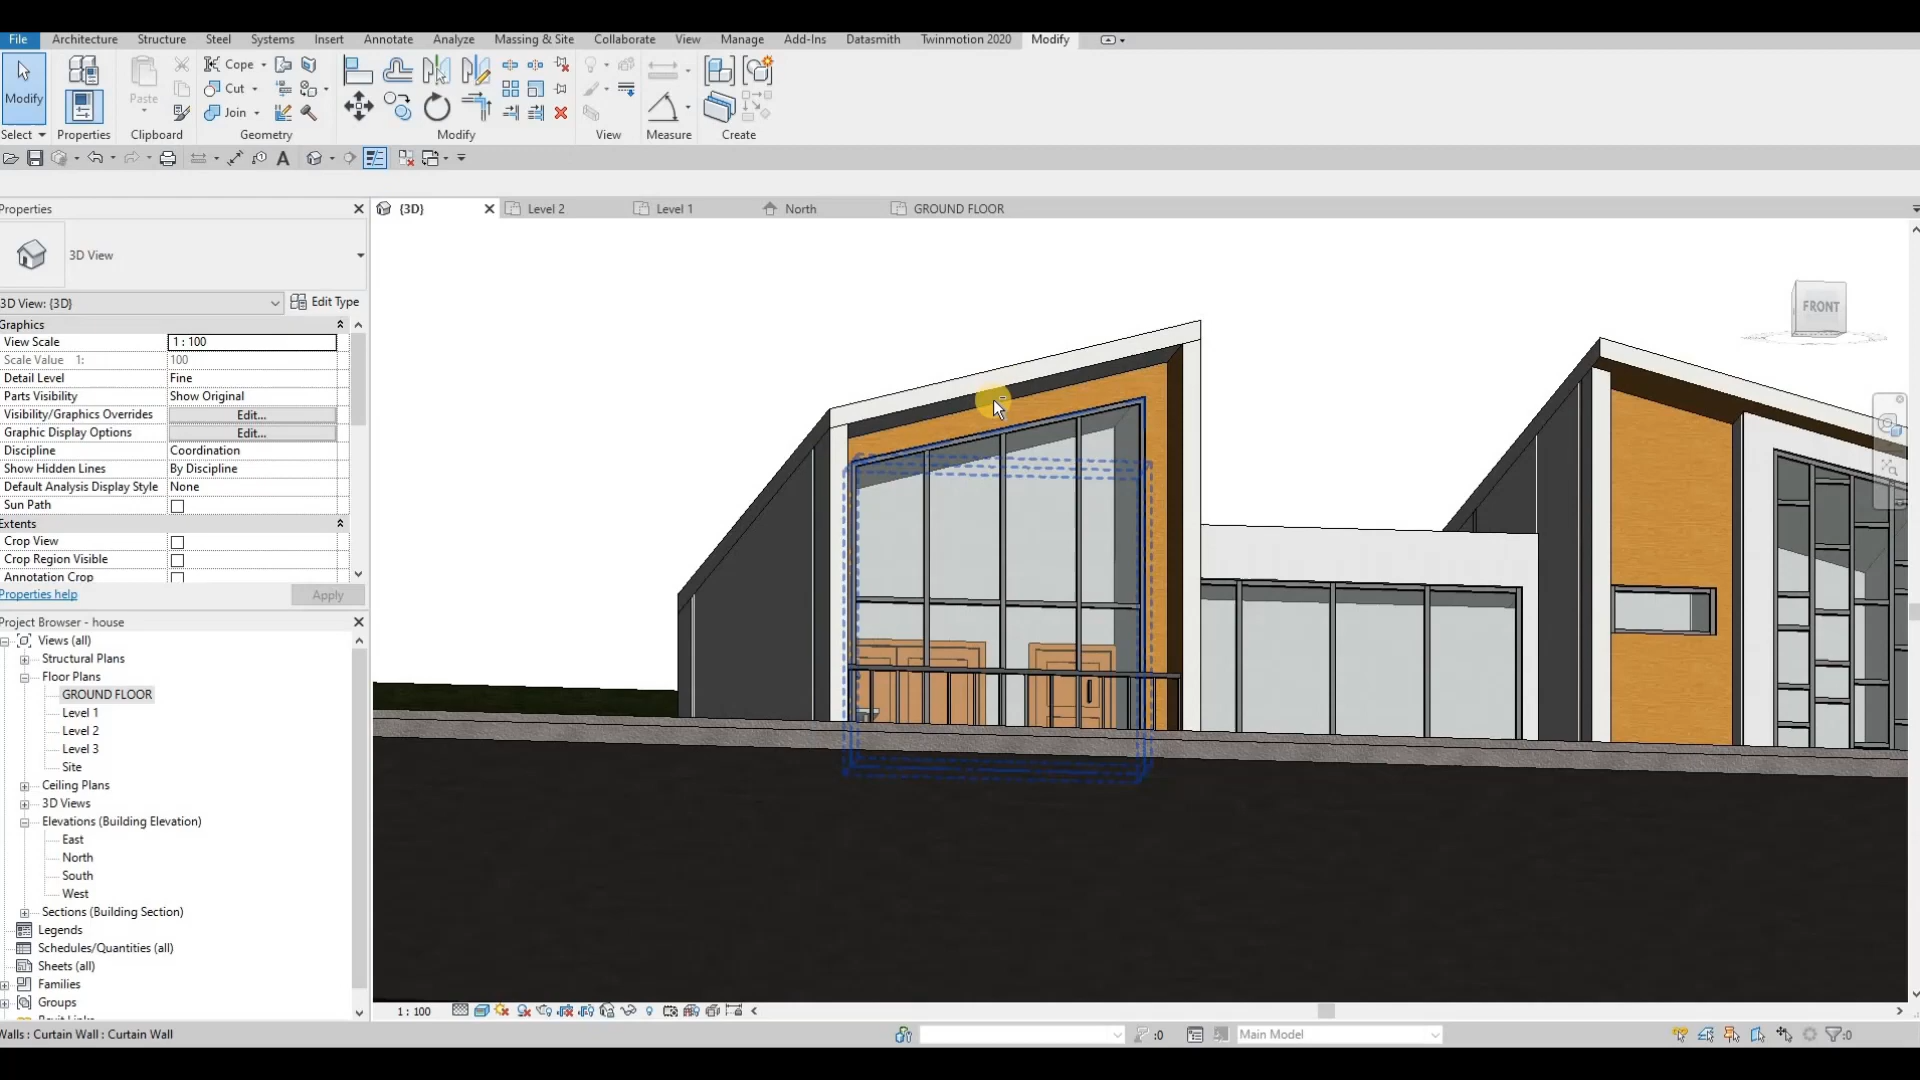 File Architecture Structure Steel Systems Insert Annotate Analyze Massing & Site Collaborate View Manage Add-Ins Datasmith Twinmotion 2020 Modify
Modify
Paste
Cope
Cut
Join
Select Properties Clipboard Geometry Modify View Measure Create
A
Properties
{3D} Level 2 Level 1 North GROUND FLOOR
3D View
3D View: {3D} Edit Type
Graphics
View Scale 1 : 100
Scale Value 1: 100
Detail Level Fine
Parts Visibility Show Original
Visibility/Graphics Overrides Edit...
Graphic Display Options Edit...
Discipline Coordination
Show Hidden Lines By Discipline
Default Analysis Display Style None
Sun Path
Extents
Crop View
Crop Region Visible
Annotation Crop
Properties help Apply
Project Browser - house
Views (all)
Structural Plans
Floor Plans
GROUND FLOOR
Level 1
Level 2
Level 3
Site
Ceiling Plans
3D Views
Elevations (Building Elevation)
East
North
South
West
Sections (Building Section)
Legends
Schedules/Quantities (all)
Sheets (all)
Families
Groups
FRONT
1 : 100
Walls : Curtain Wall : Curtain Wall :0 Main Model :0